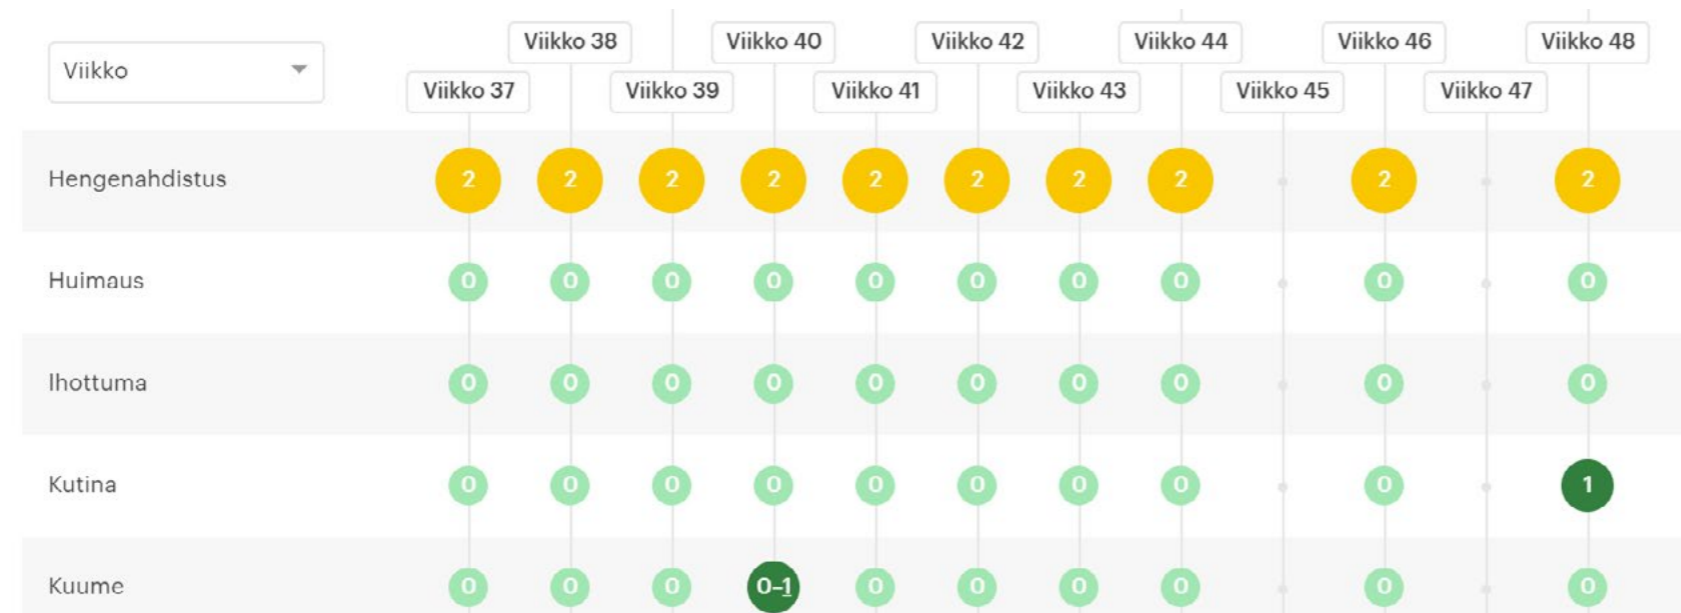 Viikko 38 Viikko 40 Viikko 42 Viikko 44 Viikko 46 Viikko 48
Viikko
Viikko 37 Viikko 39 Viikko 41 Viikko 43 Viikko 45 Viikko 47
Hengenahdistus 2 2 2 2 2 2 2 2 2 2
Huimaus 0 0 0 0 0 0 0 0 0 0
Ihottuma 0 0 0 0 0 0 0 0 0 0
Kutina 0 0 0 0 0 0 0 0 0 1
Kuume 0 0 0 0–1 0 0 0 0 0 0